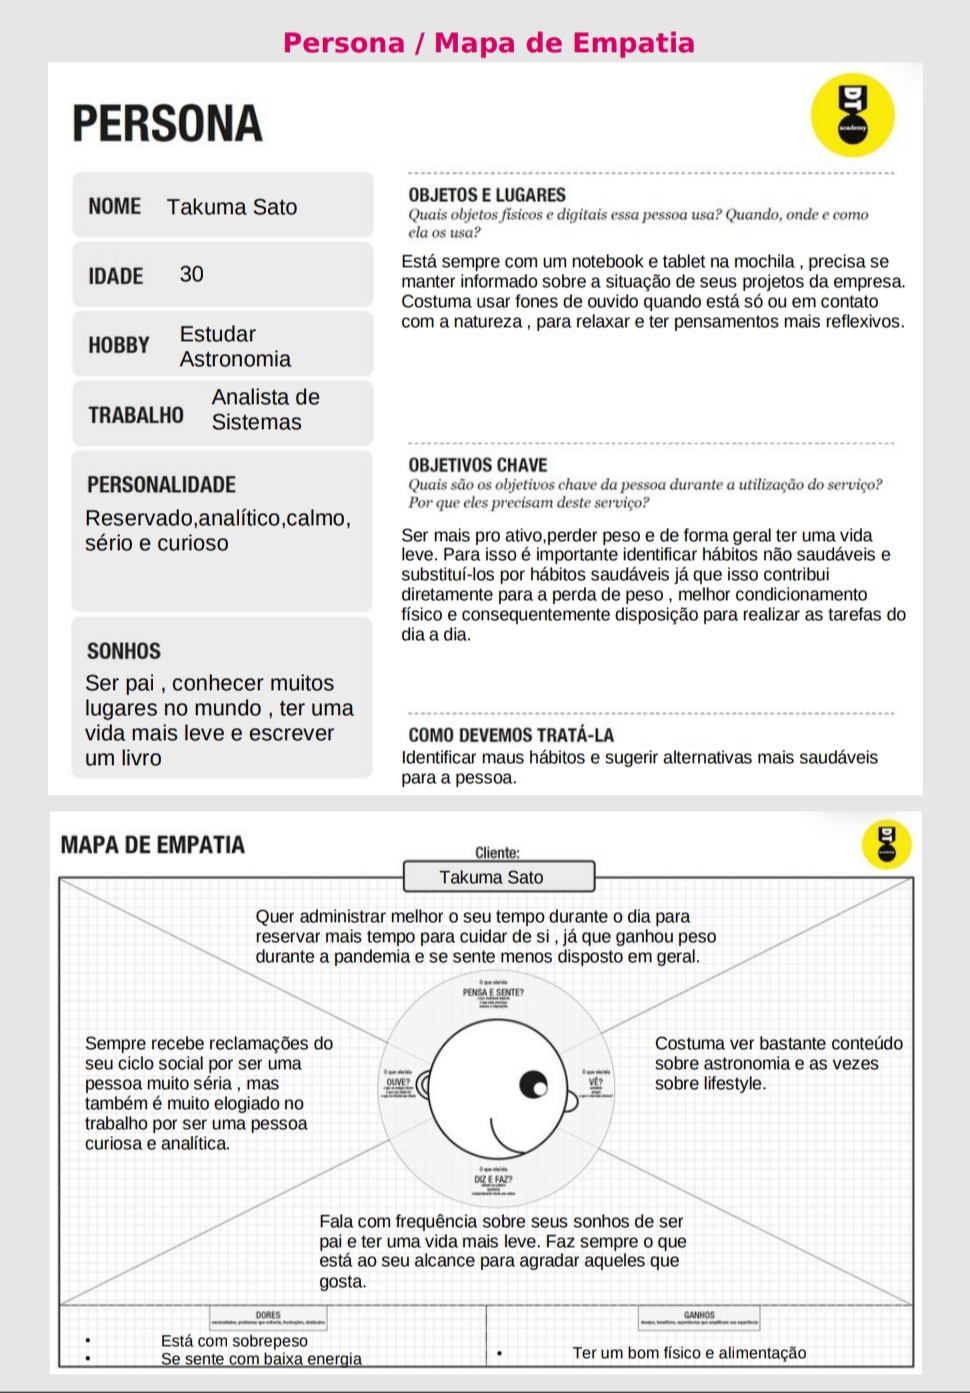 Persona / Mapa de Empatia
PERSONA
DT
academy
NOME Takuma Sato
IDADE 30
HOBBY Estudar
Astronomia
TRABALHO Analista de
Sistemas
PERSONALIDADE
Reservado,analítico,calmo,
sério e curioso
SONHOS
Ser pai , conhecer muitos
lugares no mundo , ter uma
vida mais leve e escrever
um livro
OBJETOS E LUGARES
Quais objetos físicos e digitais essa pessoa usa? Quando, onde e como
ela os usa?
Está sempre com um notebook e tablet na mochila , precisa se
manter informado sobre a situação de seus projetos da empresa.
Costuma usar fones de ouvido quando está só ou em contato
com a natureza , para relaxar e ter pensamentos mais reflexivos.
OBJETIVOS CHAVE
Quais são os objetivos chave da pessoa durante a utilização do serviço?
Por que eles precisam deste serviço?
Ser mais pro ativo,perder peso e de forma geral ter uma vida
leve. Para isso é importante identificar hábitos não saudáveis e
substituí-los por hábitos saudáveis já que isso contribui
diretamente para a perda de peso , melhor condicionamento
físico e consequentemente disposição para realizar as tarefas do
dia a dia.
COMO DEVEMOS TRATÁ-LA
Identificar maus hábitos e sugerir alternativas mais saudáveis
para a pessoa.
MAPA DE EMPATIA
DT
Cliente:
Takuma Sato
Quer administrar melhor o seu tempo durante o dia para
reservar mais tempo para cuidar de si , já que ganhou peso
durante a pandemia e se sente menos disposto em geral.
O que ele/ela
PENSA E SENTE?
Sempre recebe reclamações do
seu ciclo social por ser uma
pessoa muito séria , mas
também é muito elogiado no
trabalho por ser uma pessoa
curiosa e analítica.
O que ele/ela
OUVE?
O que ele/ela
VÊ?
Costuma ver bastante conteúdo
sobre astronomia e as vezes
sobre lifestyle.
O que ele/ela
DIZ E FAZ?
Fala com frequência sobre seus sonhos de ser
pai e ter uma vida mais leve. Faz sempre o que
está ao seu alcance para agradar aqueles que
gosta.
DORES
• Está com sobrepeso
• Se sente com baixa energia
GANHOS
• Ter um bom físico e alimentação